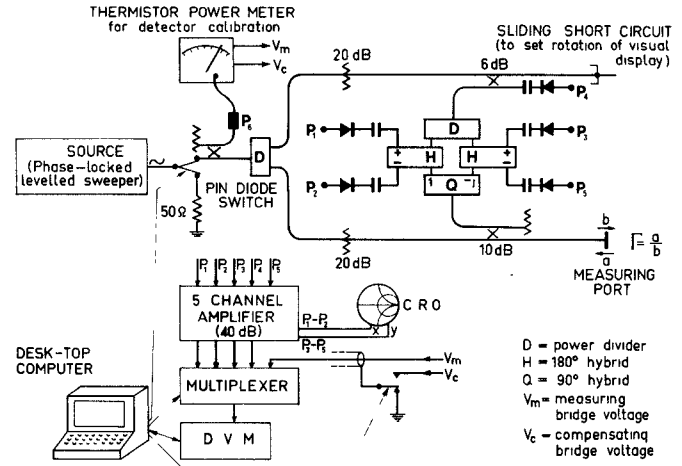 THERMISTOR POWER METER
for detector calibration
Vm
Vc
P6
SOURCE
(Phase-locked
levelled sweeper)
50Ω
PIN DIODE
SWITCH
D
20 dB
20 dB
6 dB
10 dB
SLIDING SHORT CIRCUIT
(to set rotation of visual
display)
P1
P2
P4
P3
P5
D
+
-
H
H
+
-
1
Q
-j
b
a
Γ = a/b
MEASURING
PORT
P1 P2 P3 P4 P5
5 CHANNEL
AMPLIFIER
(40 dB)
P1-P2
P3-P5
x
y
CRO
Vm
Vc
MULTIPLEXER
DVM
DESK-TOP
COMPUTER
D = power divider
H = 180° hybrid
Q = 90° hybrid
Vm = measuring
bridge voltage
Vc = compensating
bridge voltage